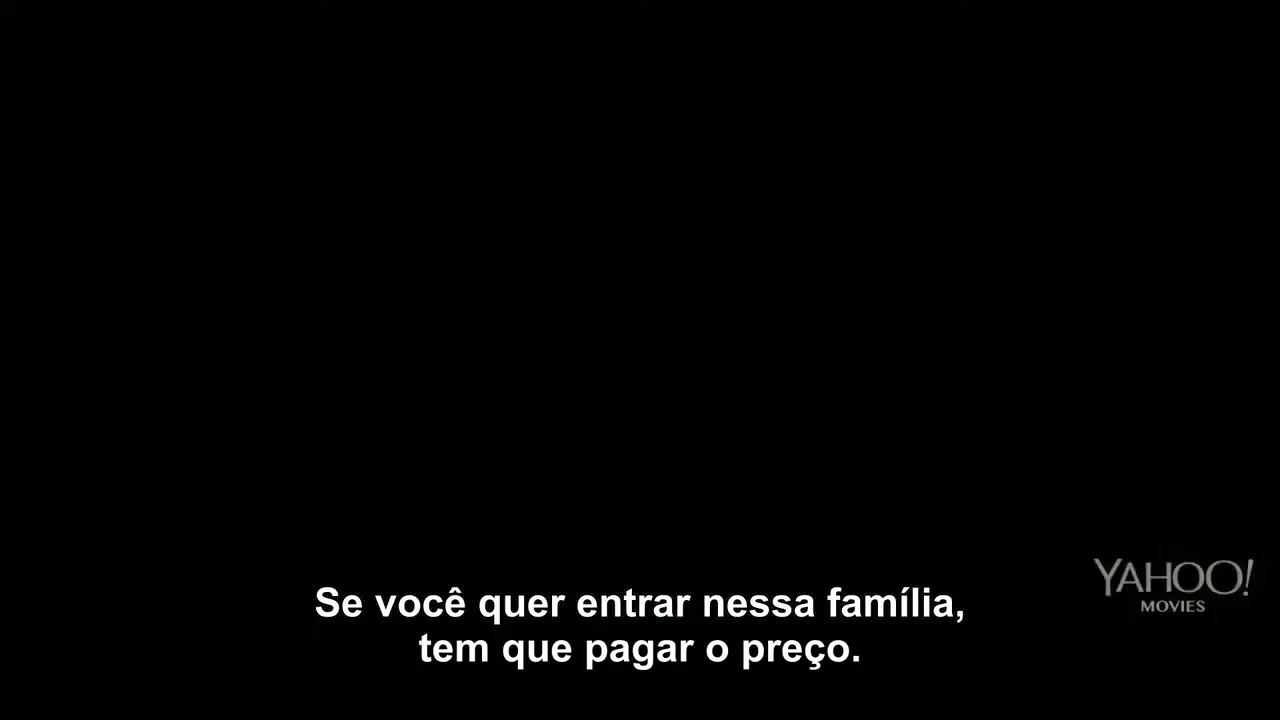 YAHOO!
MOVIES
Se você quer entrar nessa família,
tem que pagar o preço.